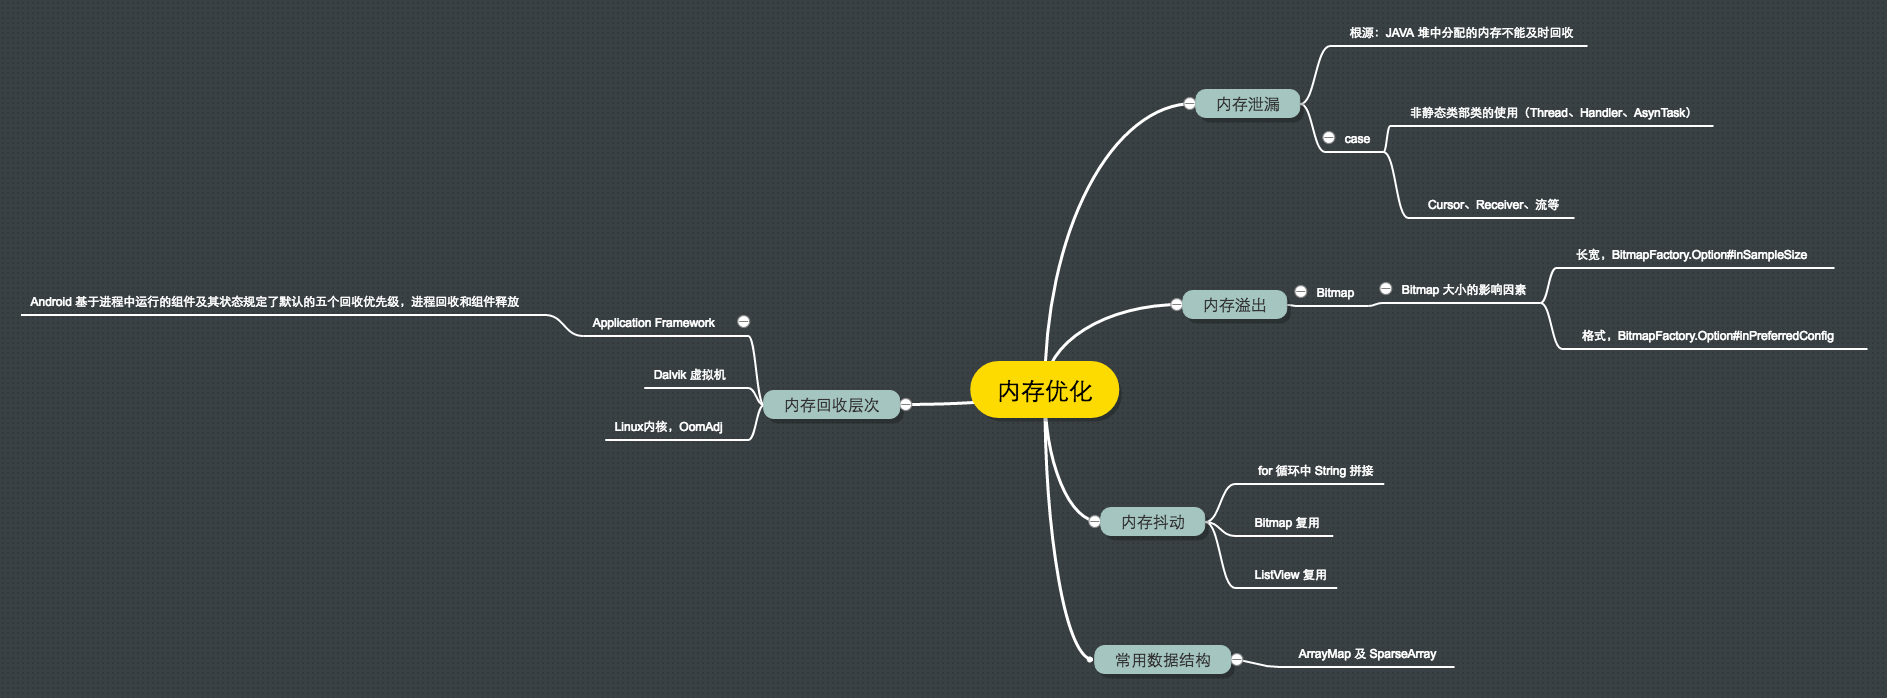 内存优化
内存泄漏
根源：JAVA 堆中分配的内存不能及时回收
case
非静态类部类的使用（Thread、Handler、AsynTask）
Cursor、Receiver、流等
内存溢出
Bitmap
Bitmap 大小的影响因素
长宽，BitmapFactory.Option#inSampleSize
格式，BitmapFactory.Option#inPreferredConfig
内存抖动
for 循环中 String 拼接
Bitmap 复用
ListView 复用
常用数据结构
ArrayMap 及 SparseArray
内存回收层次
Application Framework
Android 基于进程中运行的组件及其状态规定了默认的五个回收优先级，进程回收和组件释放
Dalvik 虚拟机
Linux内核，OomAdj